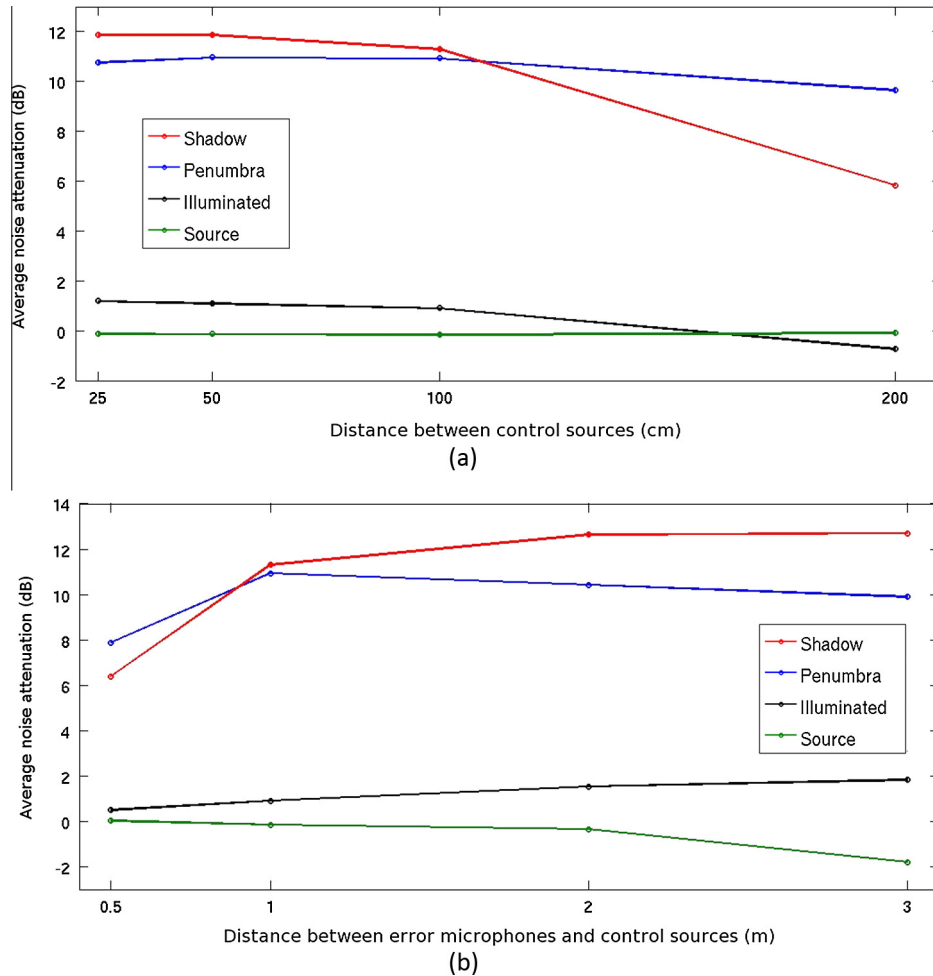 12
10
8
6
4
2
0
-2
Average noise attenuation (dB)
Shadow
Penumbra
Illuminated
Source
25 50 100 200
Distance between control sources (cm)
(a)
14
12
10
8
6
4
2
0
-2
Average noise attenuation (dB)
Shadow
Penumbra
Illuminated
Source
0.5 1 2 3
Distance between error microphones and control sources (m)
(b)